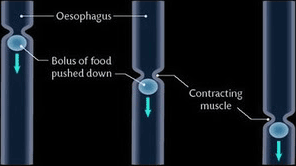 Oesophagus
Bolus of food
pushed down
Contracting
muscle